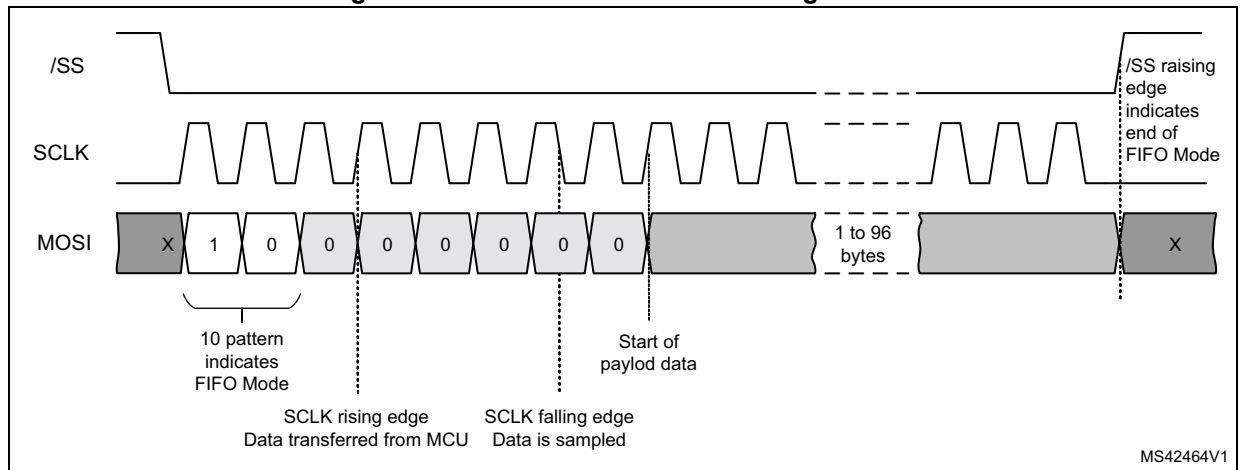 /SS
/SS raising
edge
indicates
end of
FIFO Mode
SCLK
MOSI
X 1 0 0 0 0 0 0 0
1 to 96
bytes
X
10 pattern
indicates
FIFO Mode
Start of
paylod data
SCLK rising edge
Data transferred from MCU
SCLK falling edge
Data is sampled
MS42464V1